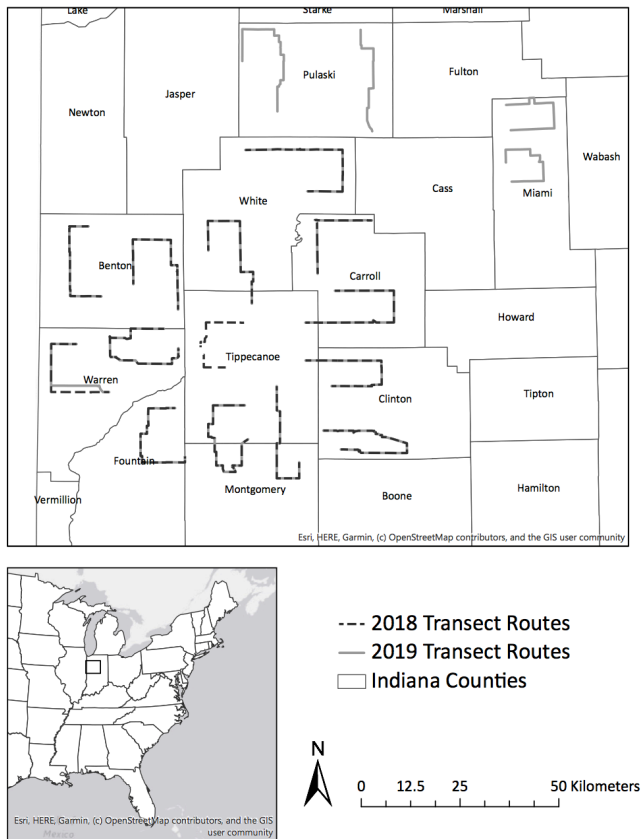 Lake
Starke
Marshall
Pulaski
Fulton
Jasper
Newton
Wabash
Miami
Cass
White
Benton
Carroll
Howard
Tippecanoe
Warren
Clinton
Tipton
Fountain
Montgomery
Hamilton
Vermillion
Boone
Esri, HERE, Garmin, (c) OpenStreetMap contributors, and the GIS user community
2018 Transect Routes
2019 Transect Routes
Indiana Counties
N
0 12.5 25 50 Kilometers
Esri, HERE, Garmin, (c) OpenStreetMap contributors, and the GIS
user community
Mexico